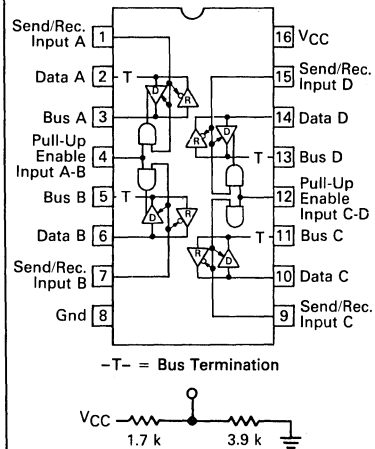 Send/Rec.
Input A
1
Data A
2
T
Bus A
3
Pull-Up
Enable
Input A-B
4
Bus B
5
T
Data B
6
Send/Rec.
Input B
7
Gnd
8
D
R
D
R
16
VCC
15
Send/Rec.
Input D
14
Data D
R
D
T
13
Bus D
12
Pull-Up
Enable
Input C-D
T
11
Bus C
R
D
10
Data C
9
Send/Rec.
Input C
–T– = Bus Termination
VCC
1.7 k
3.9 k